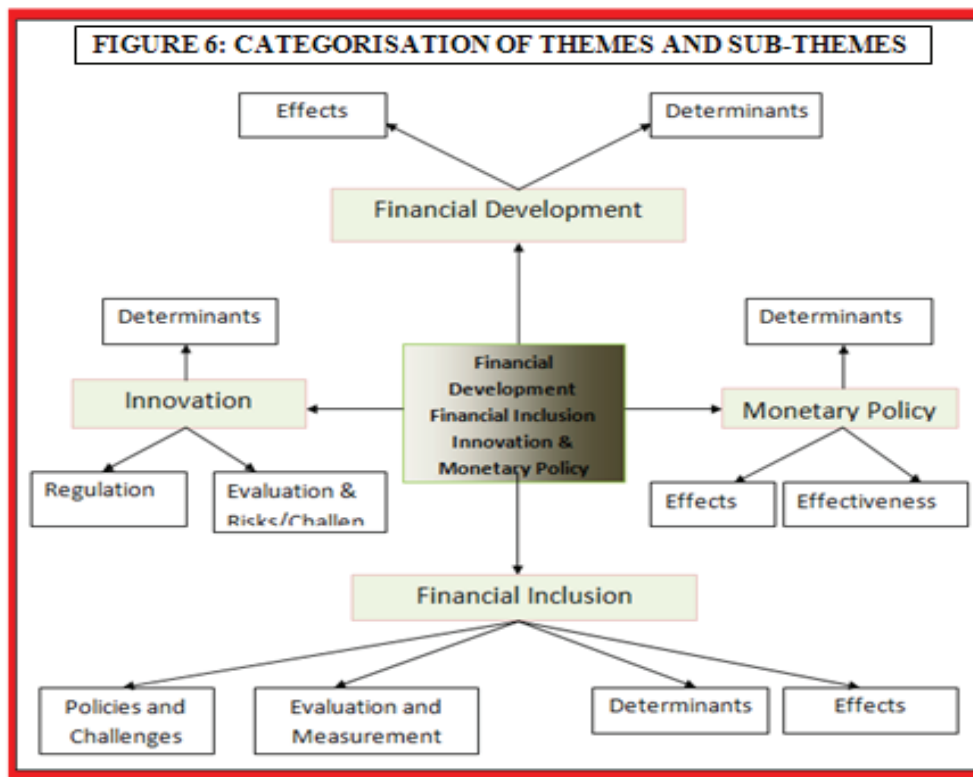 FIGURE 6: CATEGORISATION OF THEMES AND SUB-THEMES
Effects
Determinants
Financial Development
Determinants
Determinants
Financial
Development
Financial Inclusion
Innovation &
Monetary Policy
Innovation
Monetary Policy
Regulation
Evaluation &
Risks/Challen
Effects
Effectiveness
Financial Inclusion
Policies and
Challenges
Evaluation and
Measurement
Determinants
Effects